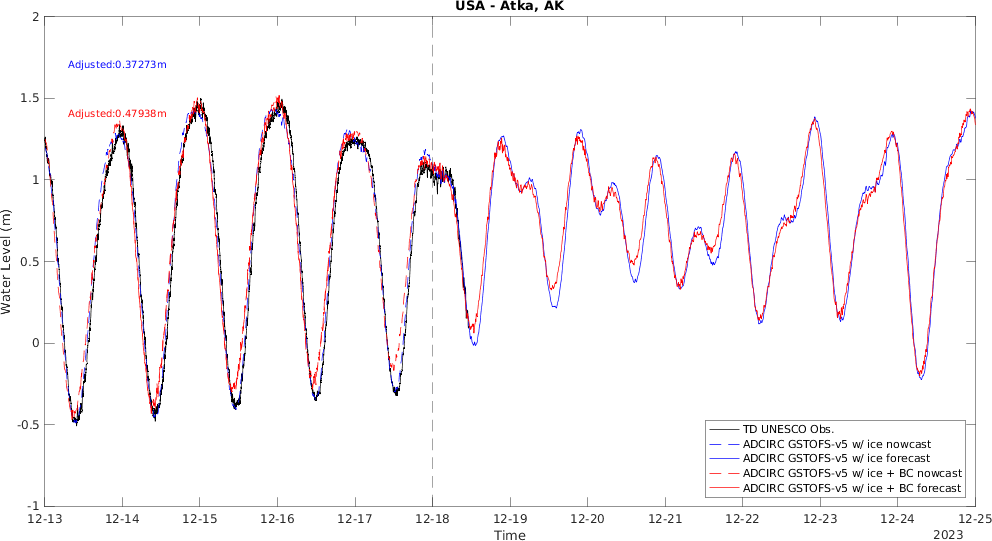 USA - Atka, AK
2
1.5
1
0.5
0
-0.5
-1
Water Level (m)
Adjusted:0.37273m
Adjusted:0.47938m
TD UNESCO Obs.
ADCIRC GSTOFS-v5 w/ ice nowcast
ADCIRC GSTOFS-v5 w/ ice forecast
ADCIRC GSTOFS-v5 w/ ice + BC nowcast
ADCIRC GSTOFS-v5 w/ ice + BC forecast
12-13 12-14 12-15 12-16 12-17 12-18 12-19 12-20 12-21 12-22 12-23 12-24 12-25
Time
2023